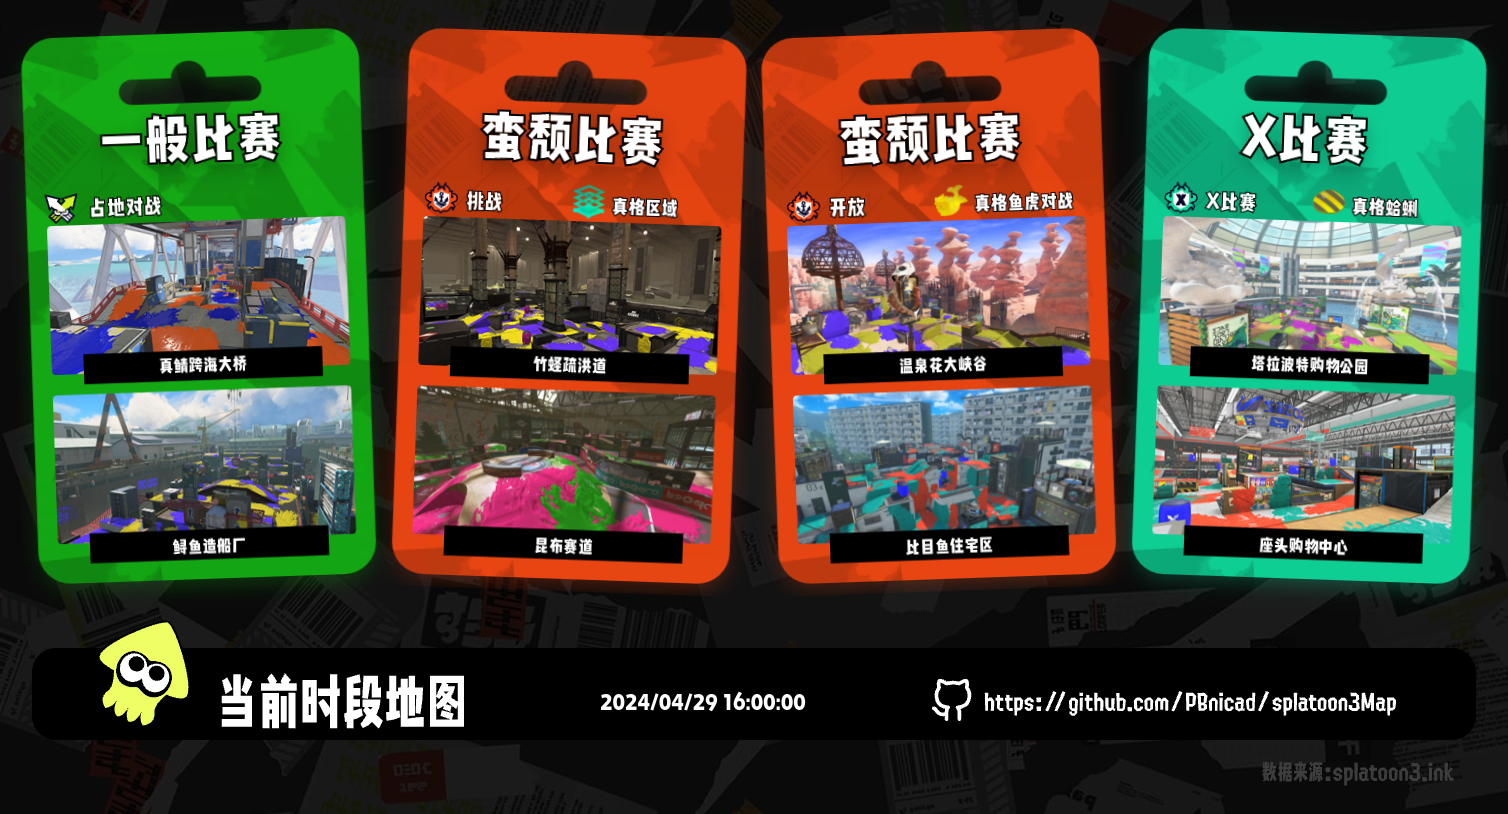 一般比赛
占地对战
真鲷跨海大桥
鲟鱼造船厂
蛮颓比赛
挑战
真格区域
竹蛏疏洪道
昆布赛道
蛮颓比赛
开放
真格鱼虎对战
温泉花大峡谷
比目鱼住宅区
X比赛
X比赛
真格蛤蜊
塔拉波特购物公园
座头购物中心
当前时段地图
2024/04/29 16:00:00
https://github.com/PBnicad/splatoon3Map
数据来源:splatoon3.ink